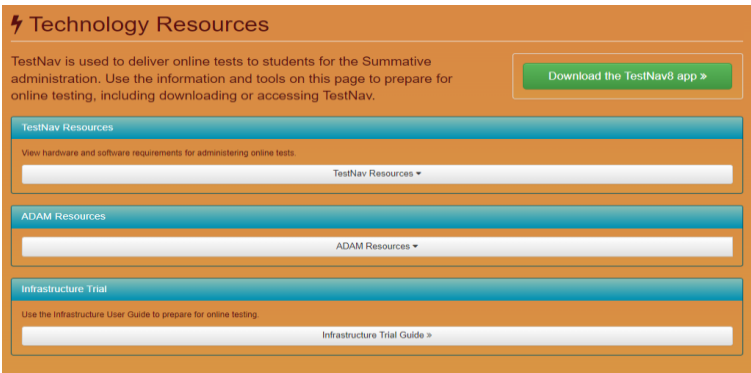 Technology Resources
TestNav is used to deliver online tests to students for the Summative
administration. Use the information and tools on this page to prepare for
online testing, including downloading or accessing TestNav.
Download the TestNav8 app »
TestNav Resources
View hardware and software requirements for administering online tests.
TestNav Resources
ADAM Resources
ADAM Resources
Infrastructure Trial
Use the Infrastructure User Guide to prepare for online testing.
Infrastructure Trial Guide »